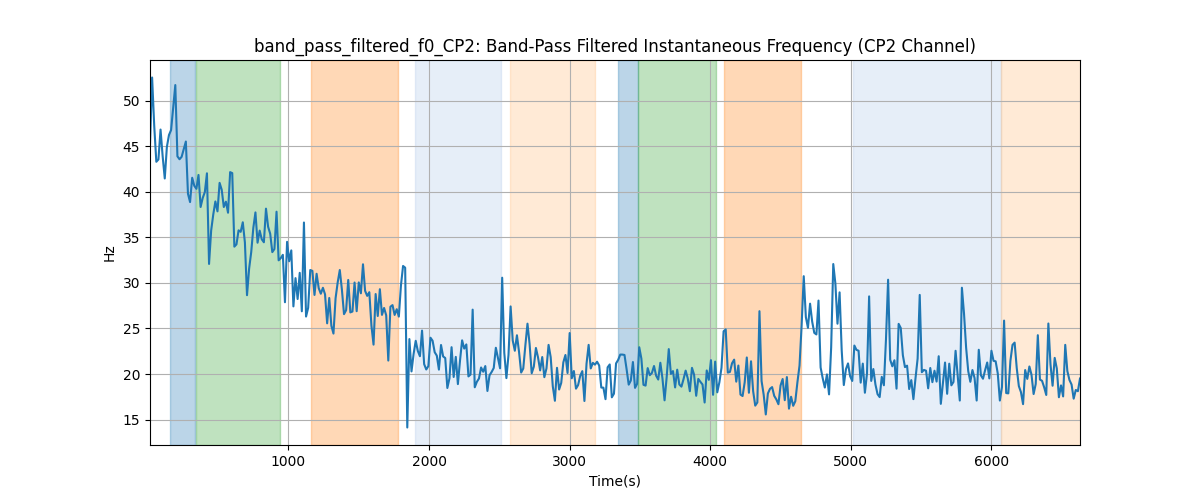 band_pass_filtered_f0_CP2: Band-Pass Filtered Instantaneous Frequency (CP2 Channel)
50
45
40
35
30
25
20
15
Hz
1000 2000 3000 4000 5000 6000
Time(s)